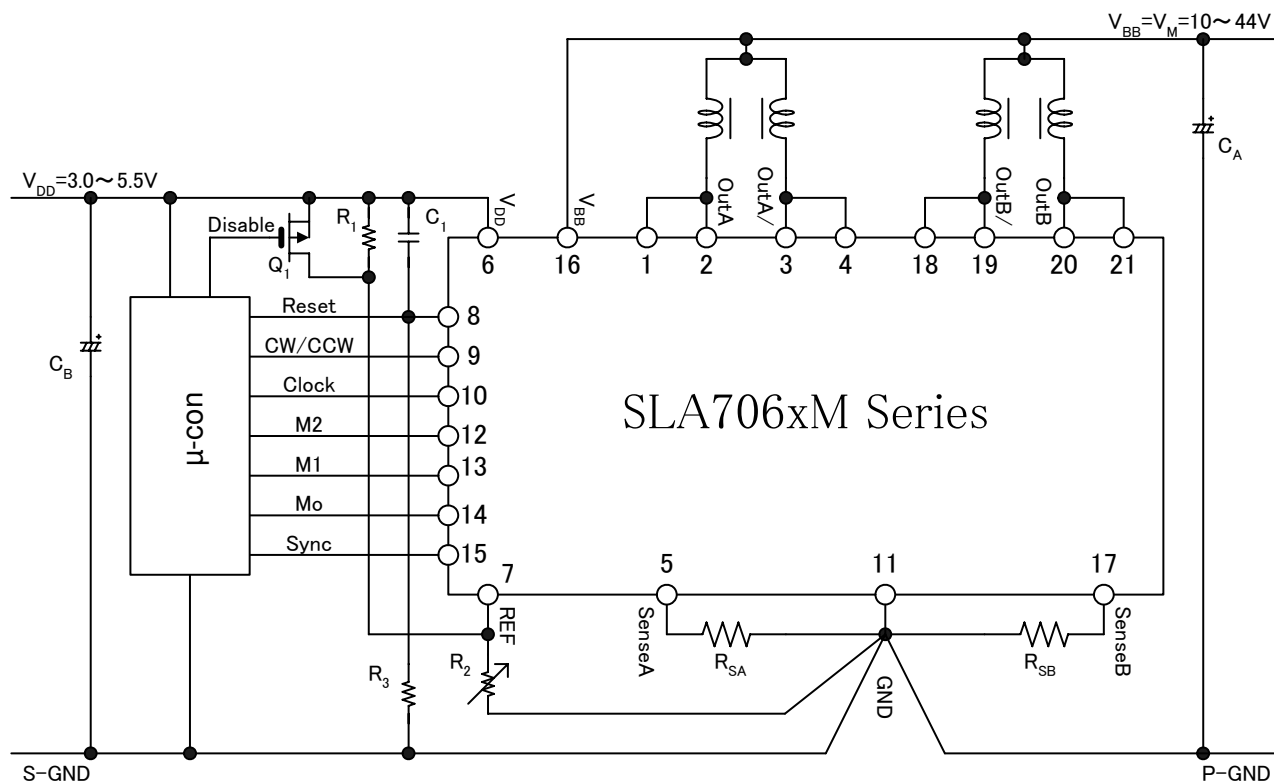 V_BB=V_M=10～44V
C_A
V_DD=3.0～5.5V
OutA
OutA/
OutB/
OutB
V_DD
V_BB
Disable
Q_1
R_1
C_1
6 16 1 2 3 4 18 19 20 21
Reset 8
CW/CCW 9
Clock 10
M2 12
M1 13
Mo 14
Sync 15
C_B
μ-con
SLA706xM Series
7 5 11 17
REF
SenseA
SenseB
R_SA
R_SB
GND
R_2
R_3
S-GND
P-GND